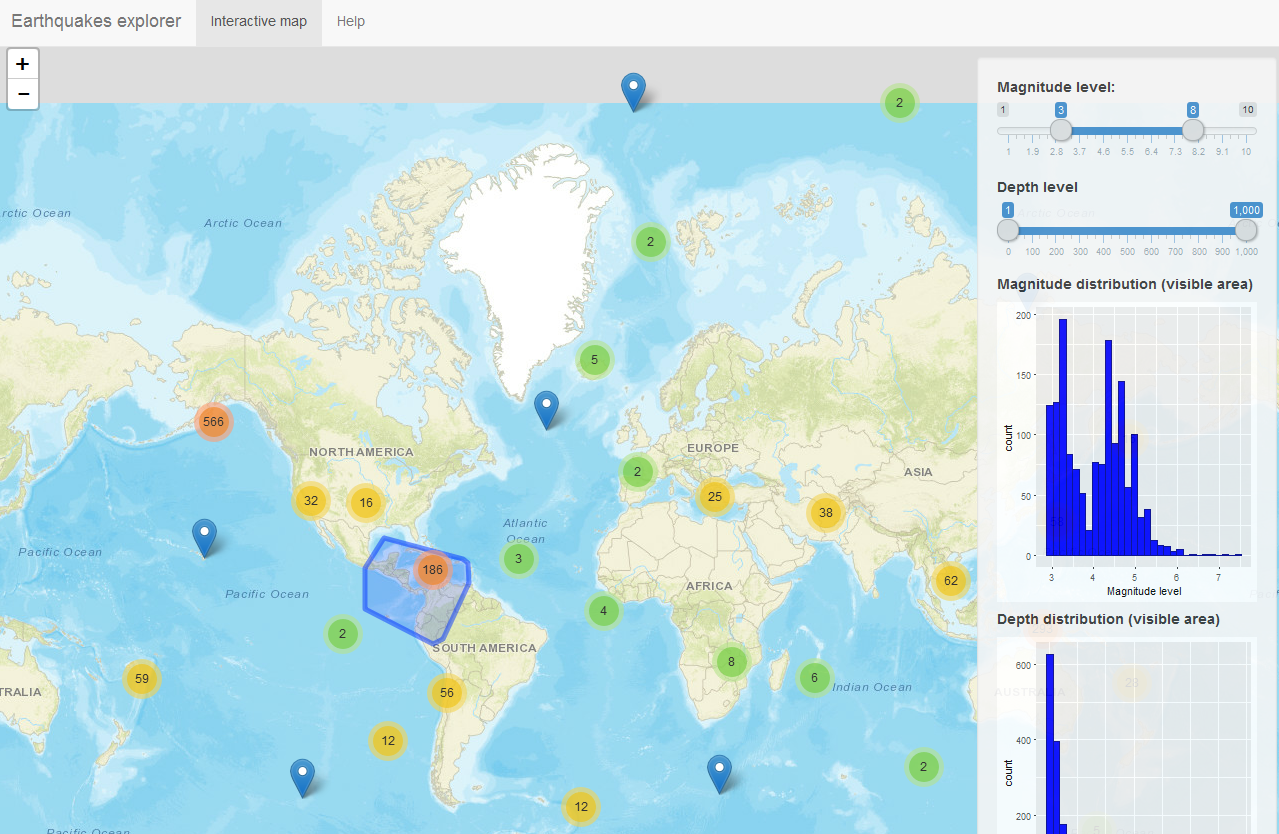 Earthquakes explorer
Interactive map
Help
+
−
Magnitude level:
1
3
8
10
1 1.9 2.8 3.7 4.6 5.5 6.4 7.3 8.2 9.1 10
Depth level
1
1,000
0 100 200 300 400 500 600 700 800 900 1,000
Magnitude distribution (visible area)
200
150
100
50
0
count
3 4 5 6 7
Magnitude level
Depth distribution (visible area)
600
400
200
count
2
rctic Ocean
Arctic Ocean
2
5
566
NORTH AMERICA
EUROPE
ASIA
2
32
16
25
38
Atlantic
Ocean
Pacific Ocean
3
186
62
58
AFRICA
Pacific Ocean
4
2
SOUTH AMERICA
8
59
6
Indian Ocean
TRALIA
AUSTRALIA
26
56
12
2
12
Pacific Ocean